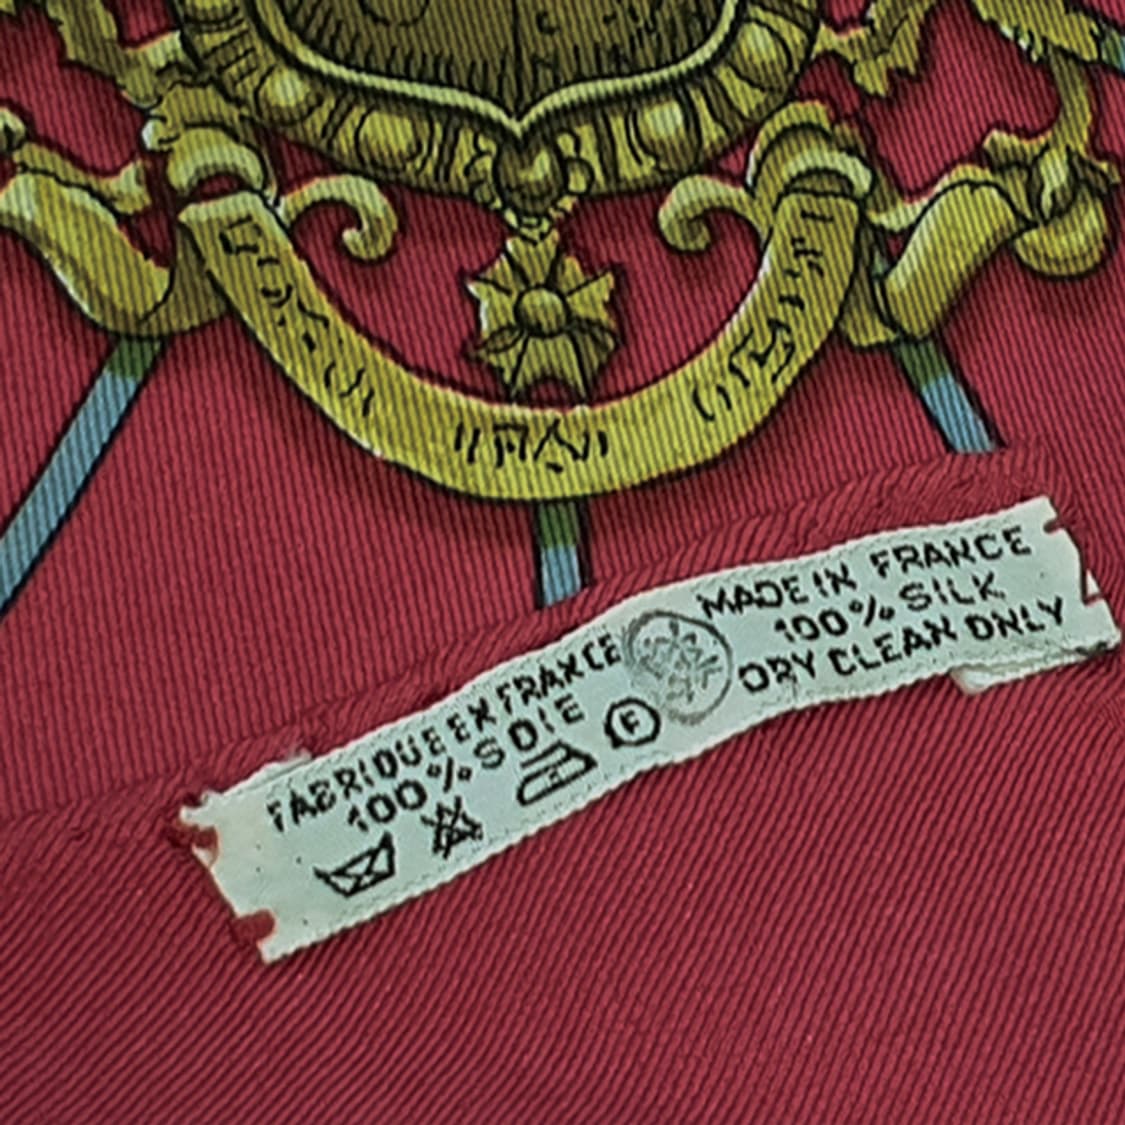 FABRIQUE EN FRANCE
100% SOIE
F
MADE IN FRANCE
100% SILK
DRY CLEAN ONLY